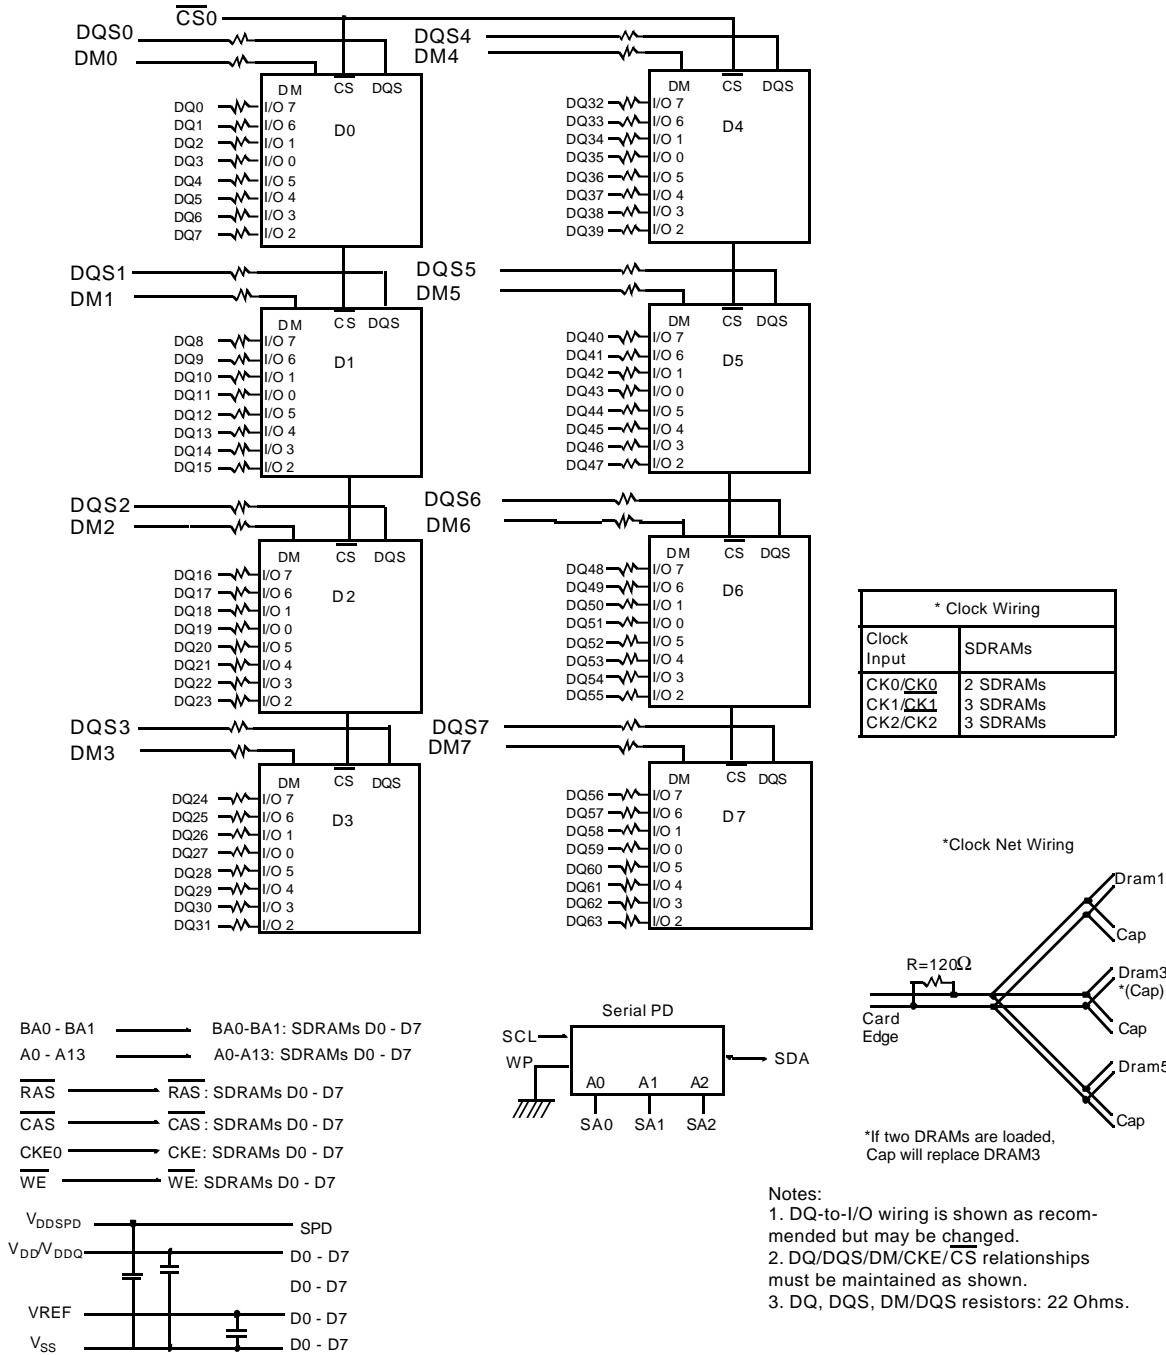 CS0
DQS0
DM0
DM CS DQS
D0
DQ0 I/O 7
DQ1 I/O 6
DQ2 I/O 1
DQ3 I/O 0
DQ4 I/O 5
DQ5 I/O 4
DQ6 I/O 3
DQ7 I/O 2
DQS1
DM1
DM CS DQS
D1
DQ8 I/O 7
DQ9 I/O 6
DQ10 I/O 1
DQ11 I/O 0
DQ12 I/O 5
DQ13 I/O 4
DQ14 I/O 3
DQ15 I/O 2
DQS2
DM2
DM CS DQS
D2
DQ16 I/O 7
DQ17 I/O 6
DQ18 I/O 1
DQ19 I/O 0
DQ20 I/O 5
DQ21 I/O 4
DQ22 I/O 3
DQ23 I/O 2
DQS3
DM3
DM CS DQS
D3
DQ24 I/O 7
DQ25 I/O 6
DQ26 I/O 1
DQ27 I/O 0
DQ28 I/O 5
DQ29 I/O 4
DQ30 I/O 3
DQ31 I/O 2
DQS4
DM4
DM CS DQS
D4
DQ32 I/O 7
DQ33 I/O 6
DQ34 I/O 1
DQ35 I/O 0
DQ36 I/O 5
DQ37 I/O 4
DQ38 I/O 3
DQ39 I/O 2
DQS5
DM5
DM CS DQS
D5
DQ40 I/O 7
DQ41 I/O 6
DQ42 I/O 1
DQ43 I/O 0
DQ44 I/O 5
DQ45 I/O 4
DQ46 I/O 3
DQ47 I/O 2
DQS6
DM6
DM CS DQS
D6
DQ48 I/O 7
DQ49 I/O 6
DQ50 I/O 1
DQ51 I/O 0
DQ52 I/O 5
DQ53 I/O 4
DQ54 I/O 3
DQ55 I/O 2
DQS7
DM7
DM CS DQS
D7
DQ56 I/O 7
DQ57 I/O 6
DQ58 I/O 1
DQ59 I/O 0
DQ60 I/O 5
DQ61 I/O 4
DQ62 I/O 3
DQ63 I/O 2
* Clock Wiring
Clock Input SDRAMs
CK0/CK0 2 SDRAMs
CK1/CK1 3 SDRAMs
CK2/CK2 3 SDRAMs
*Clock Net Wiring
Dram1
Cap
R=120Ω
Dram3
*(Cap)
Card
Edge
Cap
Dram5
Cap
*If two DRAMs are loaded,
Cap will replace DRAM3
BA0 - BA1 BA0-BA1: SDRAMs D0 - D7
A0 - A13 A0-A13: SDRAMs D0 - D7
RAS RAS: SDRAMs D0 - D7
CAS CAS: SDRAMs D0 - D7
CKE0 CKE: SDRAMs D0 - D7
WE WE: SDRAMs D0 - D7
Serial PD
SCL
WP
SDA
A0 A1 A2
SA0 SA1 SA2
VDDSPD SPD
VDD/VDDQ D0 - D7
D0 - D7
VREF D0 - D7
VSS D0 - D7
Notes:
1. DQ-to-I/O wiring is shown as recom-
mended but may be changed.
2. DQ/DQS/DM/CKE/CS relationships
must be maintained as shown.
3. DQ, DQS, DM/DQS resistors: 22 Ohms.